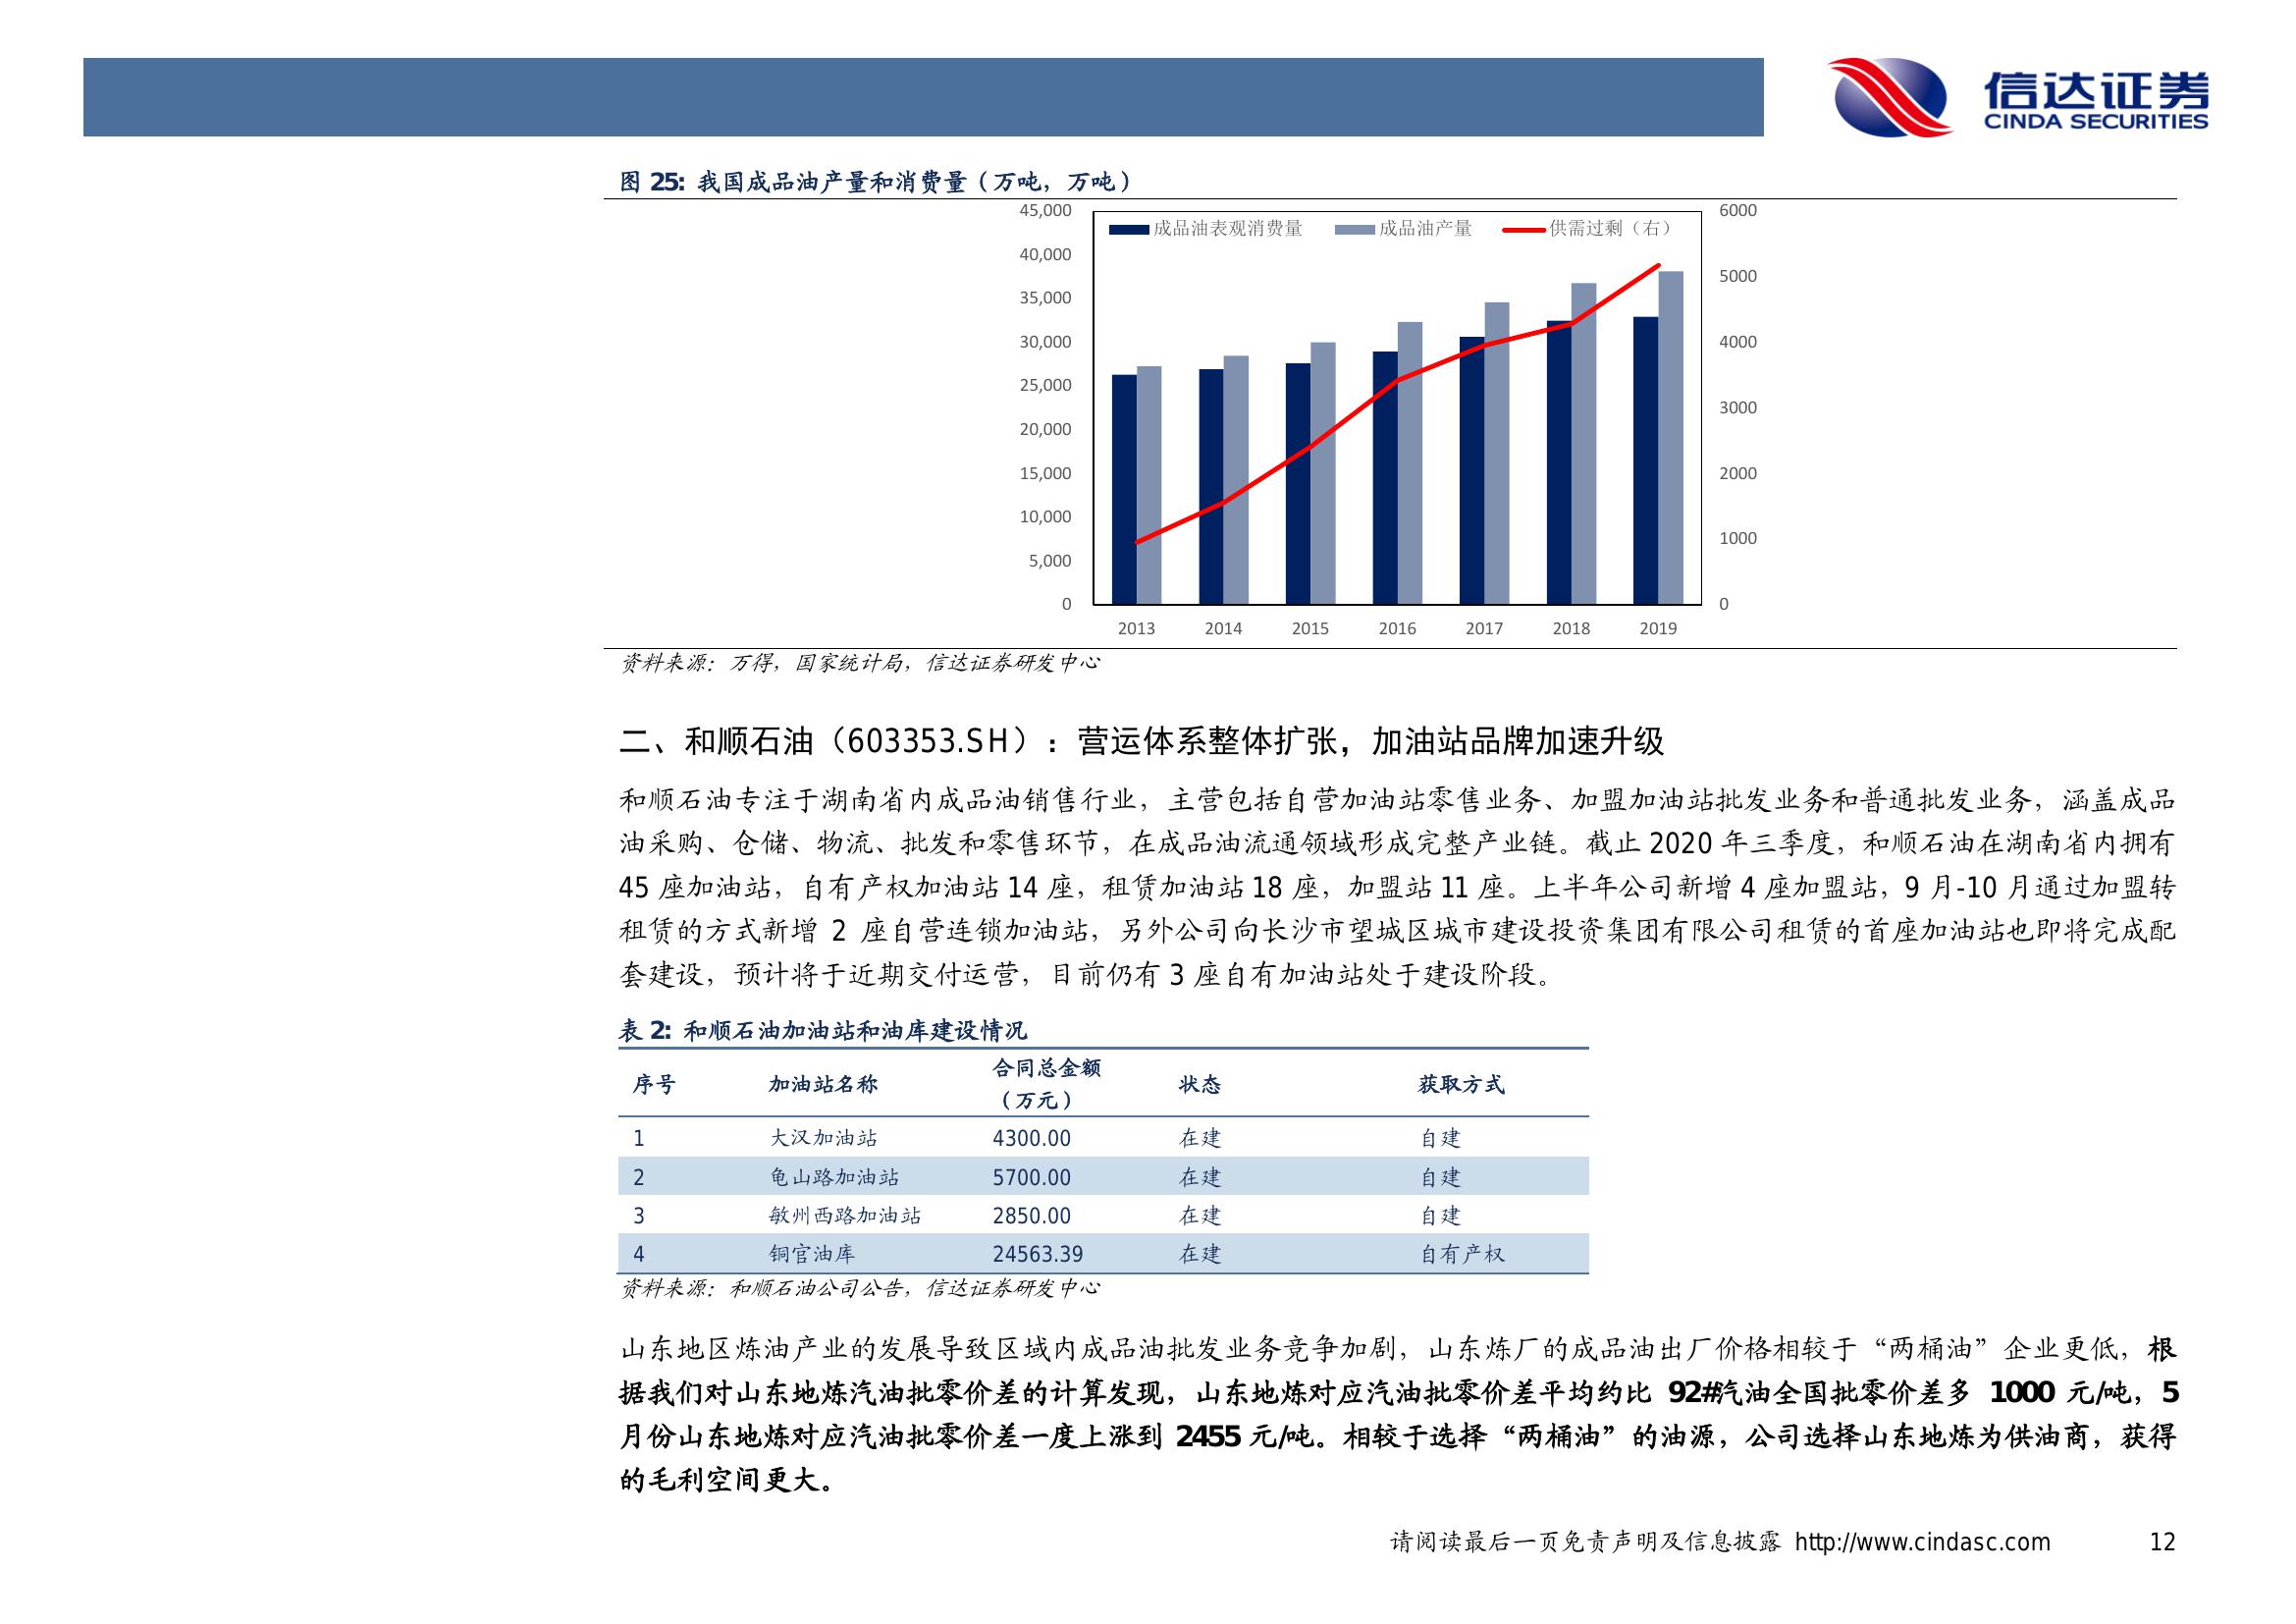 信达证券
CINDA SECURITIES
图 25：我国成品油产量和消费量（万吨，万吨）
45,000
40,000
35,000
30,000
25,000
20,000
15,000
10,000
5,000
0
成品油表观消费量 成品油产量 供需过剩（右）
6000
5000
4000
3000
2000
1000
0
2013 2014 2015 2016 2017 2018 2019
资料来源：万得，国家统计局，信达证券研发中心
二、和顺石油（603353.SH）：营运体系整体扩张，加油站品牌加速升级
和顺石油专注于湖南省内成品油销售行业，主营包括自营加油站零售业务、加盟加油站批发业务和普通批发业务，涵盖成品
油采购、仓储、物流、批发和零售环节，在成品油流通领域形成完整产业链。截止 2020 年三季度，和顺石油在湖南省内拥有
45 座加油站，自有产权加油站 14 座，租赁加油站 18 座，加盟站 11 座。上半年公司新增 4 座加盟站，9 月-10 月通过加盟转
租赁的方式新增 2 座自营连锁加油站，另外公司向长沙市望城区城市建设投资集团有限公司租赁的首座加油站也即将完成配
套建设，预计将于近期交付运营，目前仍有 3 座自有加油站处于建设阶段。
表 2：和顺石油加油站和油库建设情况
序号 加油站名称 合同总金额（万元） 状态 获取方式
1 大汉加油站 4300.00 在建 自建
2 龟山路加油站 5700.00 在建 自建
3 敏州西路加油站 2850.00 在建 自建
4 铜官油库 24563.39 在建 自有产权
资料来源：和顺石油公司公告，信达证券研发中心
山东地区炼油产业的发展导致区域内成品油批发业务竞争加剧，山东炼厂的成品油出厂价格相较于“两桶油”企业更低，根
据我们对山东地炼汽油批零价差的计算发现，山东地炼对应汽油批零价差平均约比 92#汽油全国批零价差多 1000 元/吨，5
月份山东地炼对应汽油批零价差一度上涨到 2455 元/吨。相较于选择“两桶油”的油源，公司选择山东地炼为供油商，获得
的毛利空间更大。
请阅读最后一页免责声明及信息披露 http://www.cindasc.com 12